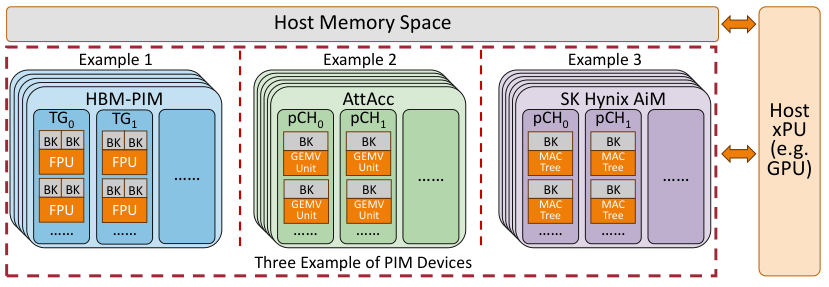 Host Memory Space
Example 1
Example 2
Example 3
HBM-PIM
TG0
TG1
BK BK
BK BK
FPU
FPU
BK BK
BK BK
FPU
FPU
......
......
......
AttAcc
pCH0
pCH1
BK
BK
GEMV
Unit
GEMV
Unit
BK
BK
GEMV
Unit
GEMV
Unit
......
......
......
SK Hynix AiM
pCH0
pCH1
BK
BK
MAC
Tree
MAC
Tree
BK
BK
MAC
Tree
MAC
Tree
......
......
......
Three Example of PIM Devices
Host
xPU
(e.g.
GPU)